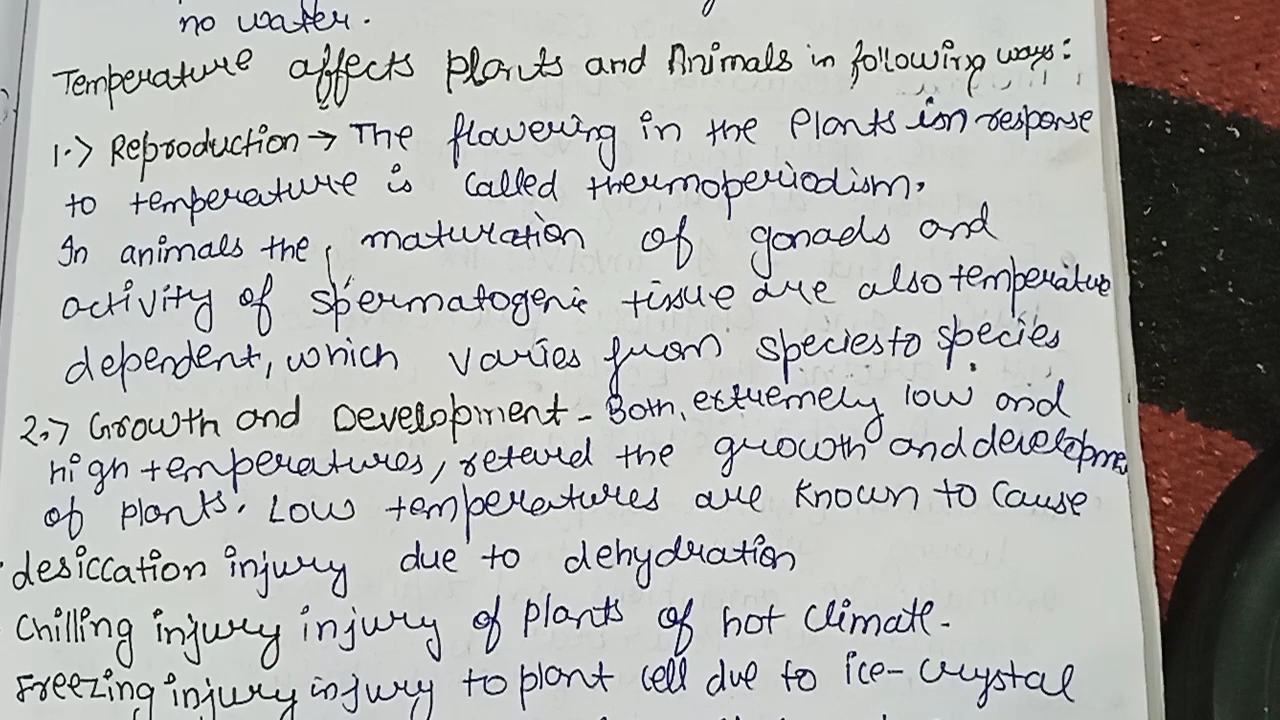 no water.
Temperature affects plants and Animals in following ways:
1.> Reproduction → The flowering in the Plants in response
to temperature is called thermoperiodism.
In animals the, maturation of gonads and
activity of spermatogenic tissue are also temperature
dependent, which varies from species to species
2.> Growth and Development - Both, extremely low and
high temperatures, reterd the growth and developme
of plants. Low temperatures are known to cause
desiccation injury due to dehydration
Chilling injury injury of plants of hot climate.
Freezing injury injury to plant cell due to ice-crystal